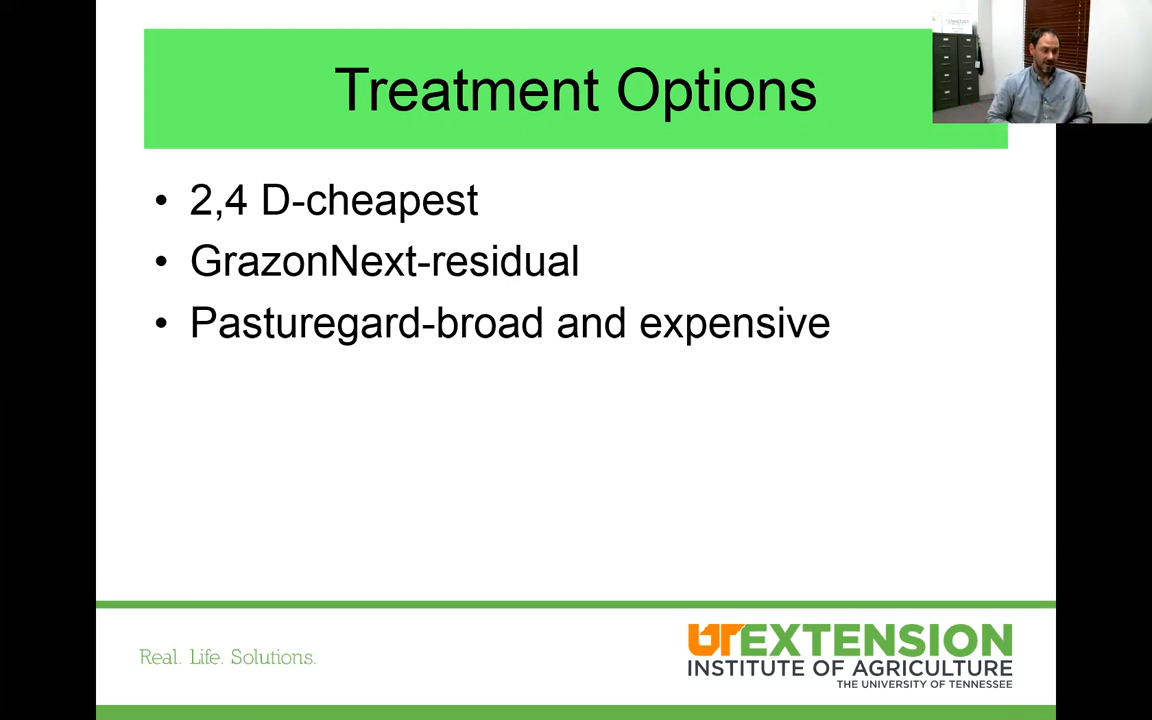 Treatment Options
• 2,4 D-cheapest
• GrazonNext-residual
• Pasturegard-broad and expensive
Real. Life. Solutions.
UTEXTENSION
INSTITUTE OF AGRICULTURE
THE UNIVERSITY OF TENNESSEE